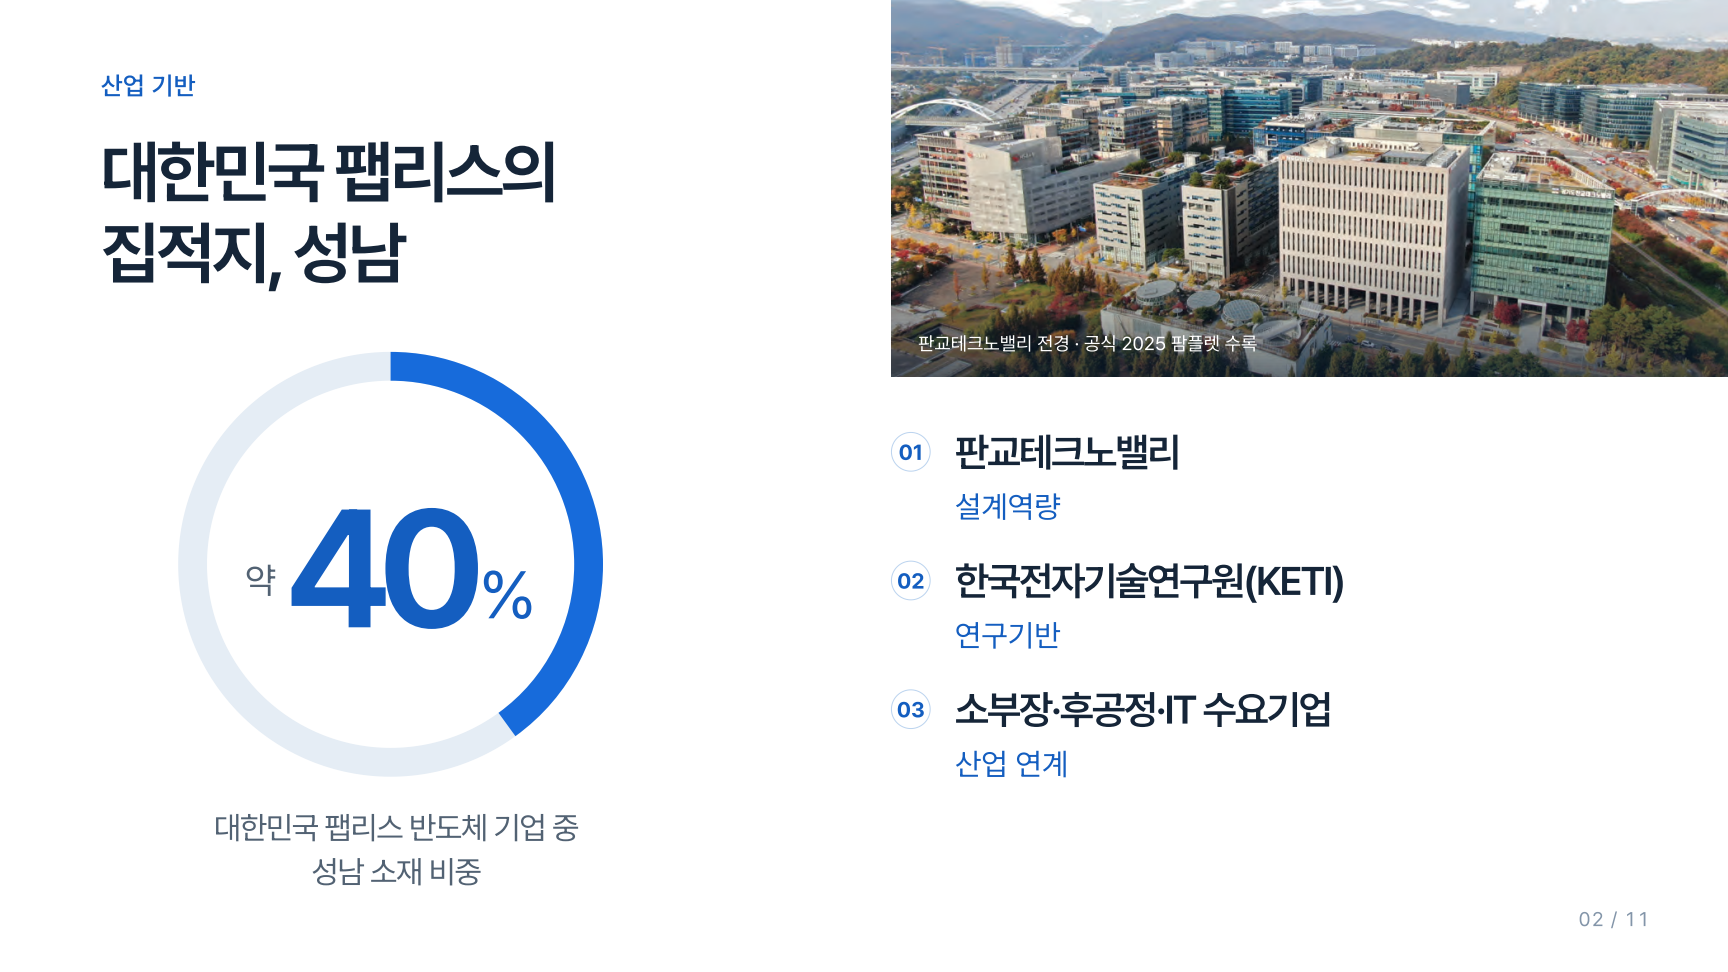 산업 기반
대한민국 팹리스의
집적지, 성남
약 40%
대한민국 팹리스 반도체 기업 중
성남 소재 비중
판교테크노밸리 전경 · 공식 2025 팜플렛 수록
01 판교테크노밸리
설계역량
02 한국전자기술연구원(KETI)
연구기반
03 소부장·후공정·IT 수요기업
산업 연계
02 / 11